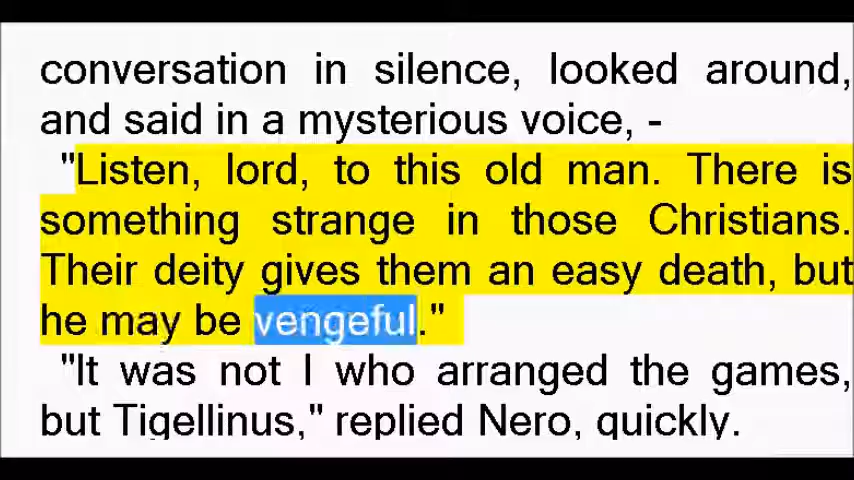 conversation in silence, looked around,
and said in a mysterious voice, -
"Listen, lord, to this old man. There is
something strange in those Christians.
Their deity gives them an easy death, but
he may be vengeful."
"It was not I who arranged the games,
but Tigellinus," replied Nero, quickly.